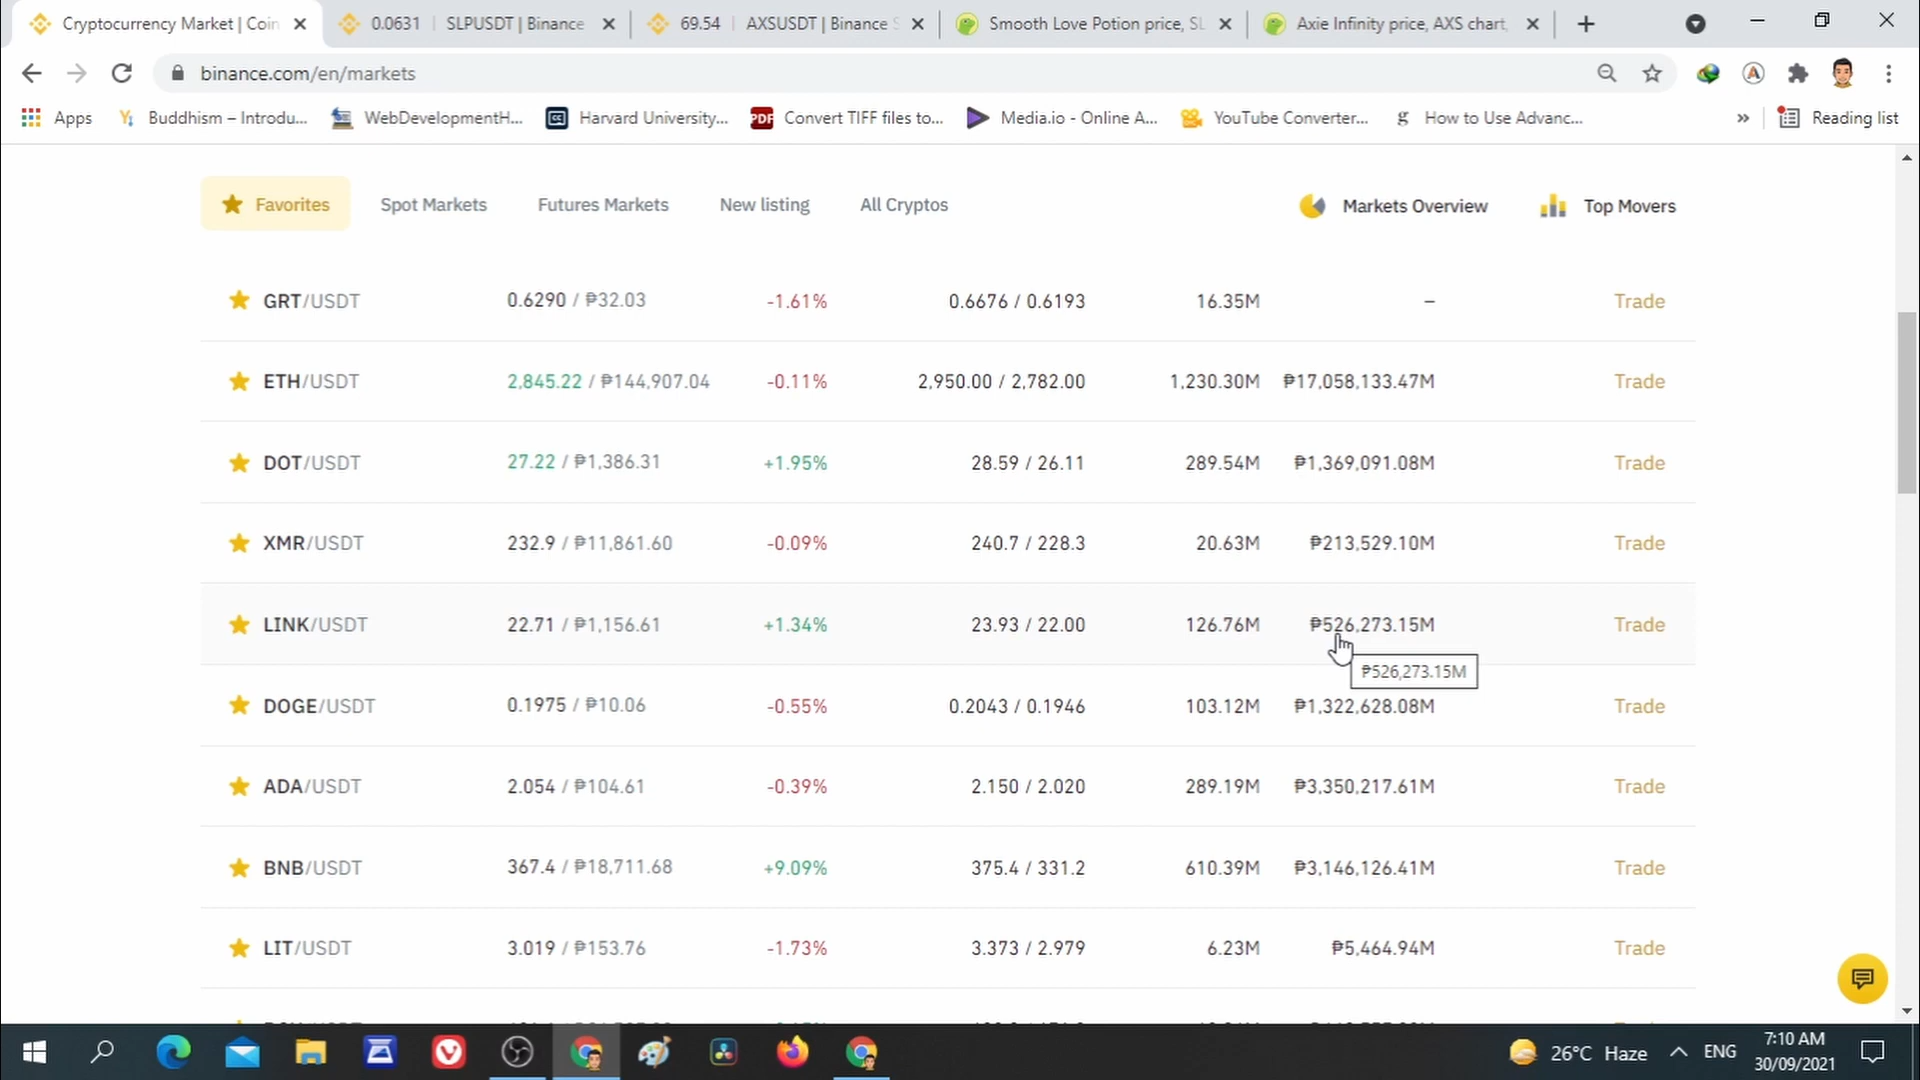 Cryptocurrency Market | Coin
0.0631 | SLPUSDT | Binance
69.54 | AXSUSDT | Binance S
Smooth Love Potion price, SL
Axie Infinity price, AXS chart,
binance.com/en/markets
Apps
Buddhism – Introdu...
WebDevelopmentH...
Harvard University,...
Convert TIFF files to...
Media.io - Online A...
YouTube Converter...
How to Use Advanc...
»
Reading list
Favorites Spot Markets Futures Markets New listing All Cryptos Markets Overview Top Movers
GRT/USDT 0.6290 / ₱32.03 -1.61% 0.6676 / 0.6193 16.35M – Trade
ETH/USDT 2,845.22 / ₱144,907.04 -0.11% 2,950.00 / 2,782.00 1,230.30M ₱17,058,133.47M Trade
DOT/USDT 27.22 / ₱1,386.31 +1.95% 28.59 / 26.11 289.54M ₱1,369,091.08M Trade
XMR/USDT 232.9 / ₱11,861.60 -0.09% 240.7 / 228.3 20.63M ₱213,529.10M Trade
LINK/USDT 22.71 / ₱1,156.61 +1.34% 23.93 / 22.00 126.76M ₱526,273.15M Trade
₱526,273.15M
DOGE/USDT 0.1975 / ₱10.06 -0.55% 0.2043 / 0.1946 103.12M ₱1,322,628.08M Trade
ADA/USDT 2.054 / ₱104.61 -0.39% 2.150 / 2.020 289.19M ₱3,350,217.61M Trade
BNB/USDT 367.4 / ₱18,711.68 +9.09% 375.4 / 331.2 610.39M ₱3,146,126.41M Trade
LIT/USDT 3.019 / ₱153.76 -1.73% 3.373 / 2.979 6.23M ₱5,464.94M Trade
26°C Haze ENG 7:10 AM
30/09/2021